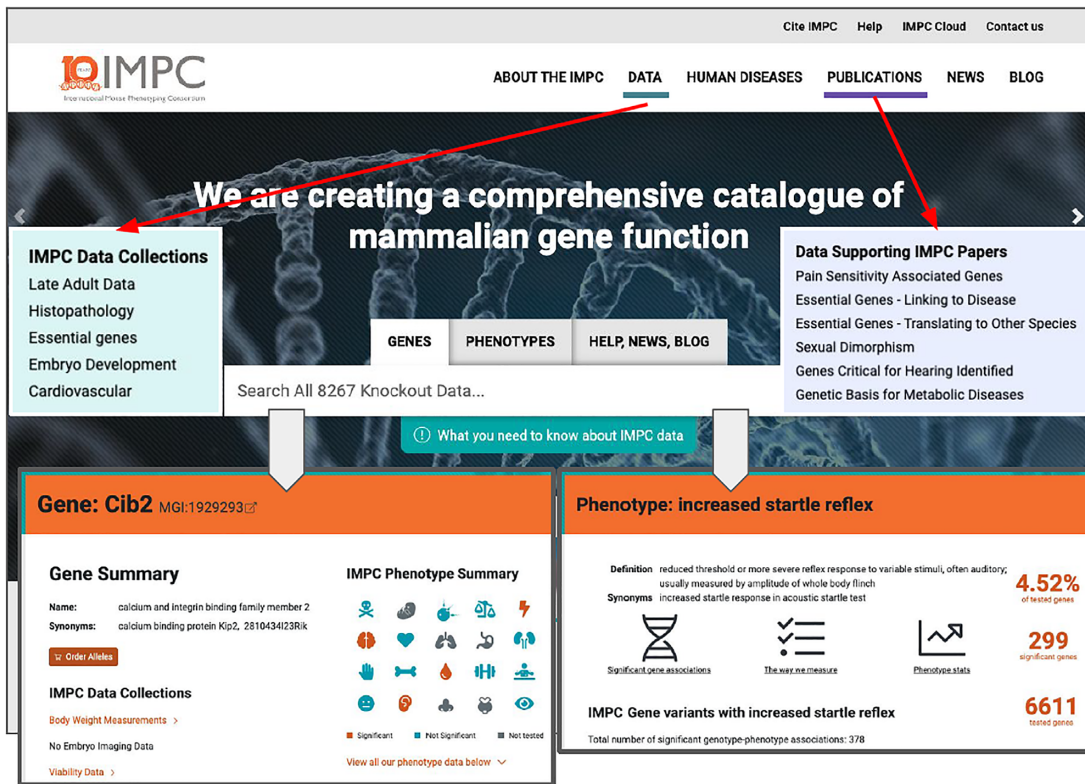 Cite IMPC Help IMPC Cloud Contact us
10 YEARS IMPC
International Mouse Phenotyping Consortium
ABOUT THE IMPC DATA HUMAN DISEASES PUBLICATIONS NEWS BLOG
We are creating a comprehensive catalogue of
mammalian gene function
IMPC Data Collections
Late Adult Data
Histopathology
Essential genes
Embryo Development
Cardiovascular
Data Supporting IMPC Papers
Pain Sensitivity Associated Genes
Essential Genes - Linking to Disease
Essential Genes - Translating to Other Species
Sexual Dimorphism
Genes Critical for Hearing Identified
Genetic Basis for Metabolic Diseases
GENES PHENOTYPES HELP, NEWS, BLOG
Search All 8267 Knockout Data...
What you need to know about IMPC data
Gene: Cib2 MGI:1929293
Gene Summary
Name: calcium and integrin binding family member 2
Synonyms: calcium binding protein Kip2, 2810434I23Rik
Order Alleles
IMPC Data Collections
Body Weight Measurements >
No Embryo Imaging Data
Viability Data >
IMPC Phenotype Summary
Significant Not Significant Not tested
View all our phenotype data below
Phenotype: increased startle reflex
Definition reduced threshold or more severe reflex response to variable stimuli, often auditory;
usually measured by amplitude of whole body flinch
Synonyms increased startle response in acoustic startle test
4.52%
of tested genes
299
significant genes
6611
tested genes
Significant gene associations The way we measure Phenotype stats
IMPC Gene variants with increased startle reflex
Total number of significant genotype-phenotype associations: 378